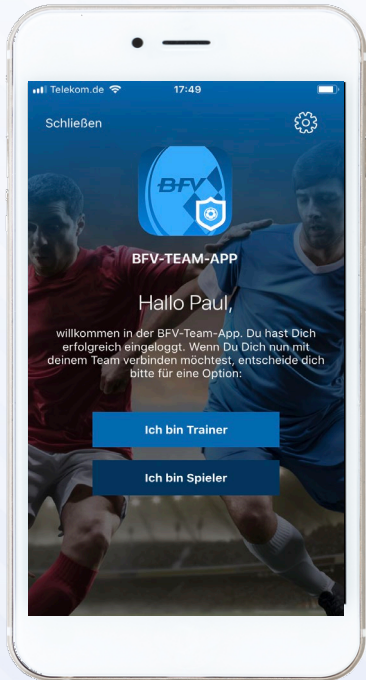 Telekom.de 17:49
Schließen
BFV
BFV-TEAM-APP
Hallo Paul,
willkommen in der BFV-Team-App. Du hast Dich
erfolgreich eingeloggt. Wenn Du Dich nun mit
deinem Team verbinden möchtest, entscheide dich
bitte für eine Option:
Ich bin Trainer
Ich bin Spieler